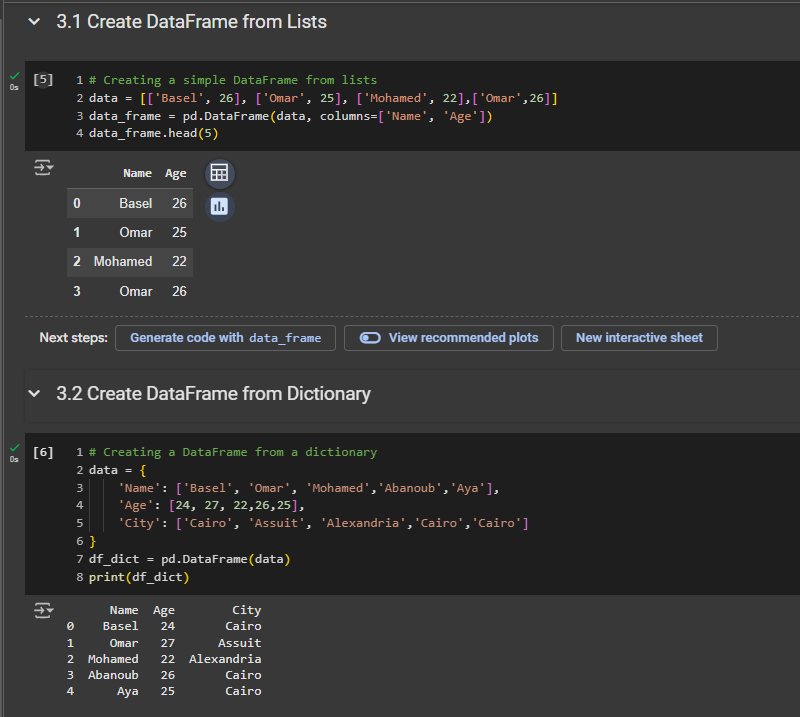 3.1 Create DataFrame from Lists
0s
[5]
1 # Creating a simple DataFrame from lists
2 data = [['Basel', 26], ['Omar', 25], ['Mohamed', 22],['Omar',26]]
3 data_frame = pd.DataFrame(data, columns=['Name', 'Age'])
4 data_frame.head(5)
Name Age
0 Basel 26
1 Omar 25
2 Mohamed 22
3 Omar 26
Next steps: Generate code with data_frame View recommended plots New interactive sheet
3.2 Create DataFrame from Dictionary
0s
[6]
1 # Creating a DataFrame from a dictionary
2 data = {
3     'Name': ['Basel', 'Omar', 'Mohamed','Abanoub','Aya'],
4     'Age': [24, 27, 22,26,25],
5     'City': ['Cairo', 'Assuit', 'Alexandria','Cairo','Cairo']
6 }
7 df_dict = pd.DataFrame(data)
8 print(df_dict)
Name Age City
0 Basel 24 Cairo
1 Omar 27 Assuit
2 Mohamed 22 Alexandria
3 Abanoub 26 Cairo
4 Aya 25 Cairo